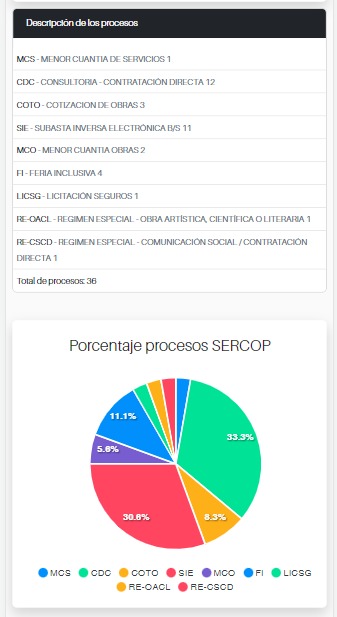 Descripción de los procesos
MCS - MENOR CUANTIA DE SERVICIOS 1
CDC - CONSULTORIA - CONTRATACIÓN DIRECTA 12
COTO - COTIZACION DE OBRAS 3
SIE - SUBASTA INVERSA ELECTRÓNICA B/S 11
MCO - MENOR CUANTIA OBRAS 2
FI - FERIA INCLUSIVA 4
LICSG - LICITACIÓN SEGUROS 1
RE-OACL - REGIMEN ESPECIAL - OBRA ARTÍSTICA, CIENTÍFICA O LITERARIA 1
RE-CSCD - REGIMEN ESPECIAL - COMUNICACIÓN SOCIAL / CONTRATACIÓN
DIRECTA 1
Total de procesos: 36
Porcentaje procesos SERCOP
11.1%
33.3%
5.6%
30.6%
8.3%
MCS CDC COTO SIE MCO FI LICSG
RE-OACL RE-CSCD